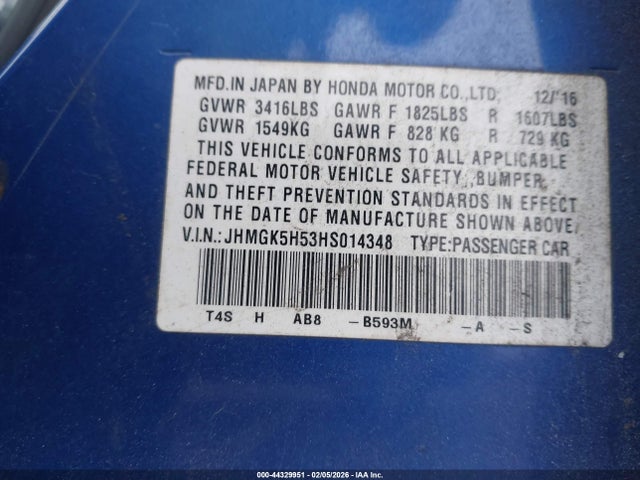 MFD.IN JAPAN BY HONDA MOTOR CO.,LTD. 12/'16
GVWR 3416LBS GAWR F 1825LBS R 1607LBS
GVWR 1549KG GAWR F 828 KG R 729 KG
THIS VEHICLE CONFORMS TO ALL APPLICABLE
FEDERAL MOTOR VEHICLE SAFETY,BUMPER,
AND THEFT PREVENTION STANDARDS IN EFFECT
ON THE DATE OF MANUFACTURE SHOWN ABOVE.
V.I.N.: JHMGK5H53HS014348 TYPE:PASSENGER CAR
T4S H AB8 -B593M -A -S
000-44329951 - 02/05/2026 - IAA Inc.